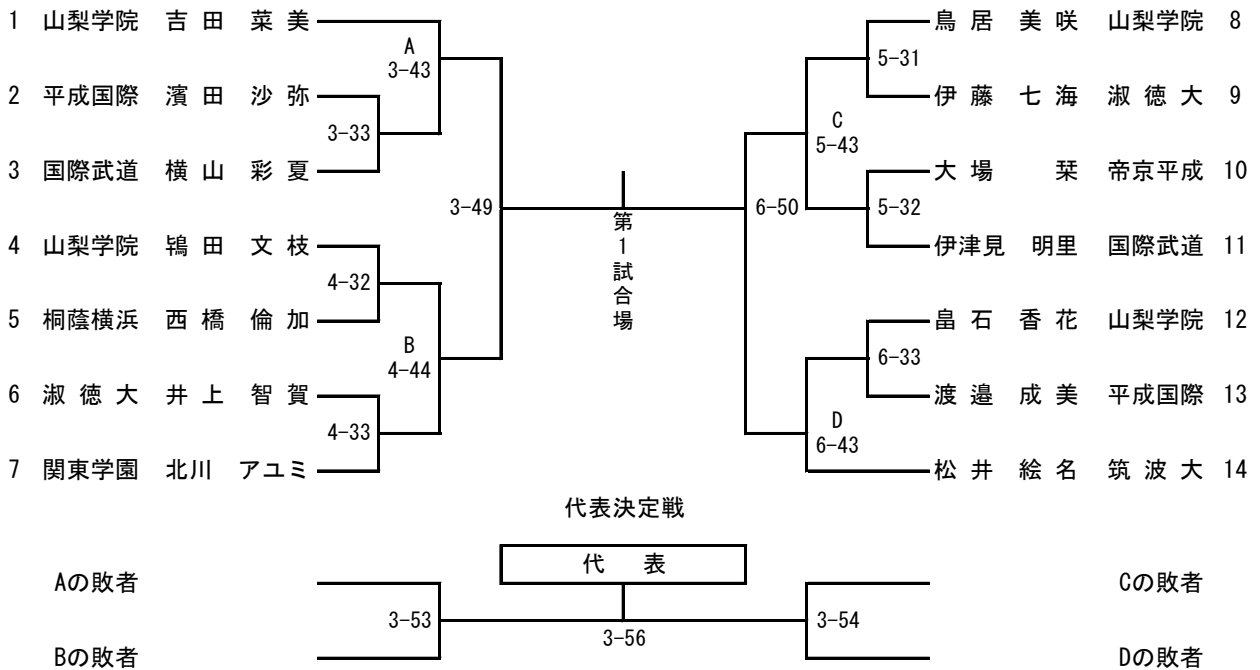 1 山梨学院 吉田 菜美
A
3-43
2 平成国際 濱田 沙弥
3-33
3 国際武道 横山 彩夏
3-49
4 山梨学院 鴇田 文枝
4-32
5 桐蔭横浜 西橋 倫加
B
4-44
6 淑徳大 井上 智賀
4-33
7 関東学園 北川 アユミ
第1試合場
鳥居 美咲 山梨学院 8
5-31
伊藤 七海 淑徳大 9
C
5-43
大場 栞 帝京平成 10
5-32
6-50
伊津見 明里 国際武道 11
畠石 香花 山梨学院 12
6-33
渡邉 成美 平成国際 13
D
6-43
松井 絵名 筑波大 14
代表決定戦
代 表
Aの敗者
3-53
Bの敗者
3-56
Cの敗者
3-54
Dの敗者